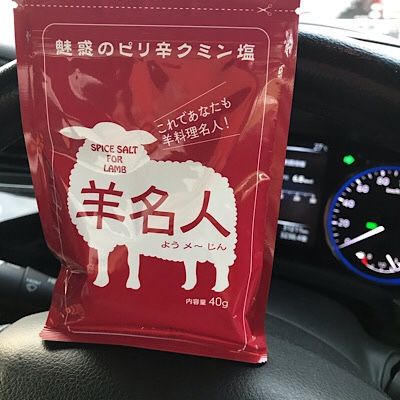 魅惑のピリ辛クミン塩
これであなたも
羊料理名人!
SPICE SALT
FOR
LAMB
羊名人
よう メ〜 じん
内容量 40g